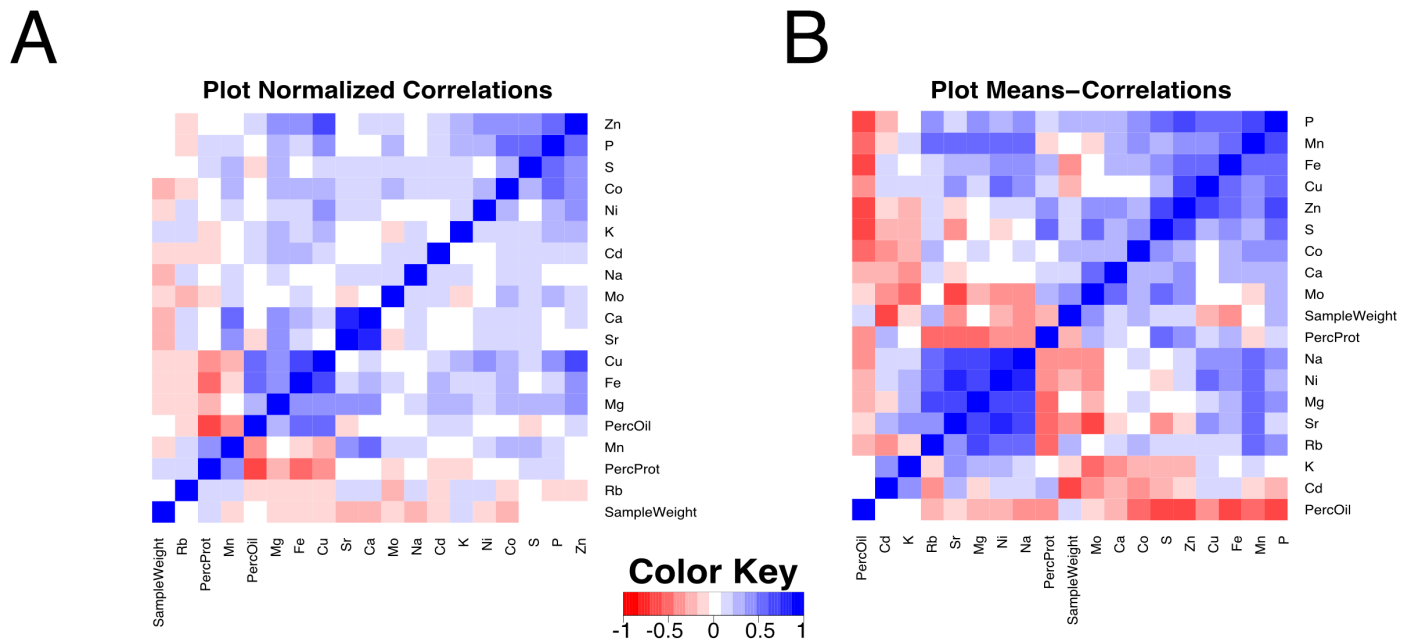 A
B
Plot Normalized Correlations
Zn
P
S
Co
Ni
K
Cd
Na
Mo
Ca
Sr
Cu
Fe
Mg
PercOil
Mn
PercProt
Rb
SampleWeight
SampleWeight
Rb
PercProt
Mn
PercOil
Mg
Fe
Cu
Sr
Ca
Mo
Na
Cd
K
Ni
Co
S
P
Zn
Plot Means−Correlations
P
Mn
Fe
Cu
Zn
S
Co
Ca
Mo
SampleWeight
PercProt
Na
Ni
Mg
Sr
Rb
K
Cd
PercOil
PercOil
Cd
K
Rb
Sr
Mg
Ni
Na
PercProt
SampleWeight
Mo
Ca
Co
S
Zn
Cu
Fe
Mn
P
Color Key
-1 -0.5 0 0.5 1